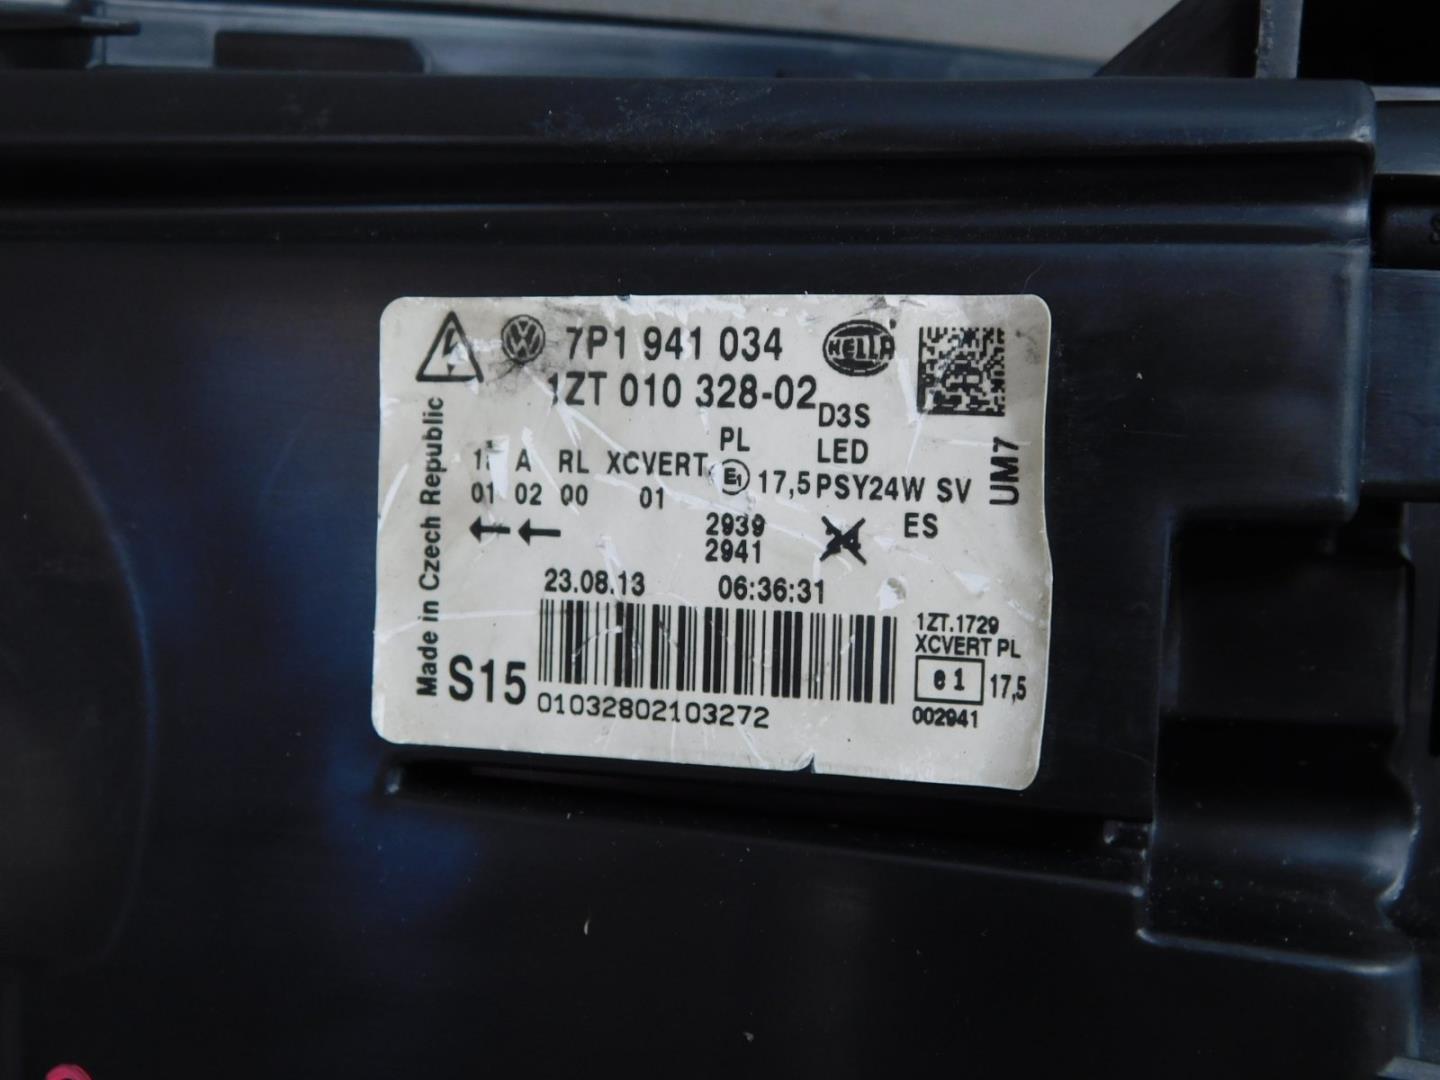 7P1 941 034 HELLA
1ZT 010 328-02
D3S
PL LED
A RL XCVERT E1 17,5 PSY24W SV
01 02 00 01
2939 ES
2941
23.08.13 06:36:31
UM7
Made in Czech Republic
S15
01032802103272
1ZT.1729
XCVERT PL
e1 17,5
002941